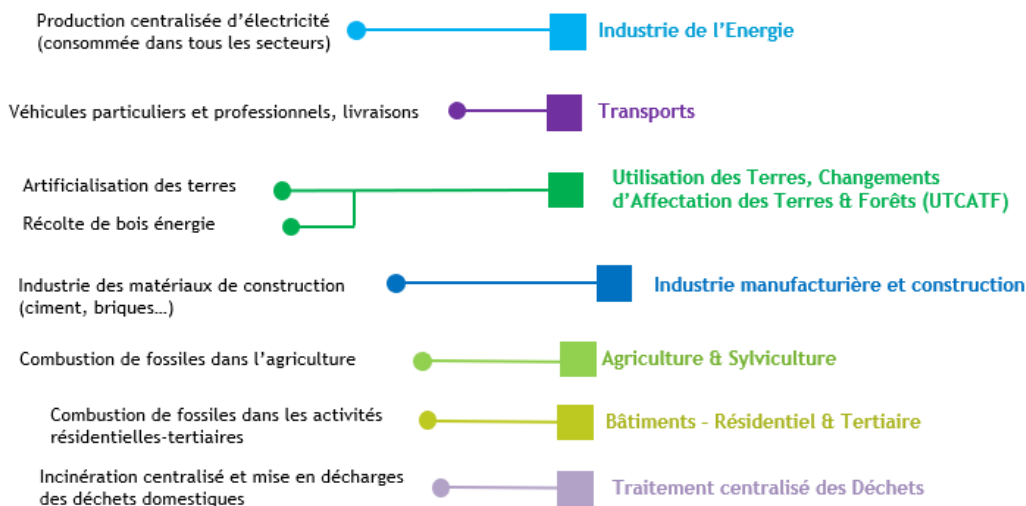 Production centralisée d’électricité
(consommée dans tous les secteurs)
Industrie de l’Energie
Véhicules particuliers et professionnels, livraisons
Transports
Artificialisation des terres
Récolte de bois énergie
Utilisation des Terres, Changements
d’Affectation des Terres & Forêts (UTCATF)
Industrie des matériaux de construction
(ciment, briques…)
Industrie manufacturière et construction
Combustion de fossiles dans l’agriculture
Agriculture & Sylviculture
Combustion de fossiles dans les activités
résidentielles-tertiaires
Bâtiments - Résidentiel & Tertiaire
Incinération centralisé et mise en décharges
des déchets domestiques
Traitement centralisé des Déchets